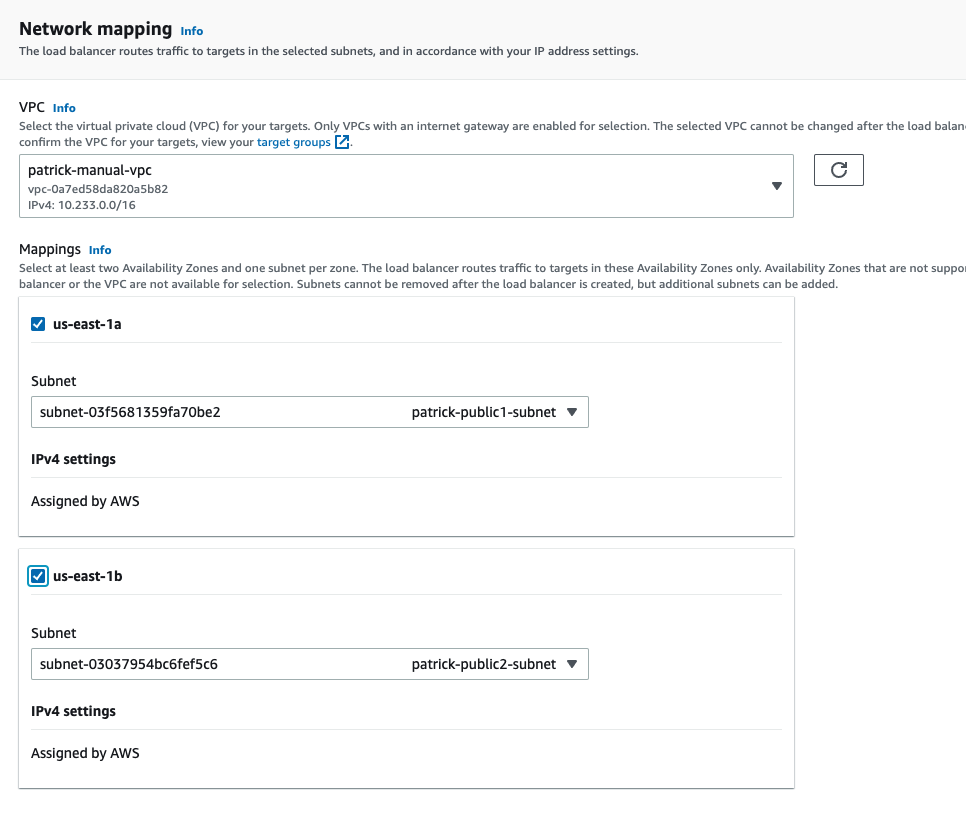 Network mapping Info
The load balancer routes traffic to targets in the selected subnets, and in accordance with your IP address settings.
VPC Info
Select the virtual private cloud (VPC) for your targets. Only VPCs with an internet gateway are enabled for selection. The selected VPC cannot be changed after the load
confirm the VPC for your targets, view your target groups.
patrick-manual-vpc
vpc-0a7ed58da820a5b82
IPv4: 10.233.0.0/16
Mappings Info
Select at least two Availability Zones and one subnet per zone. The load balancer routes traffic to targets in these Availability Zones only. Availability Zones that are not
balancer or the VPC are not available for selection. Subnets cannot be removed after the load balancer is created, but additional subnets can be added.
us-east-1a
Subnet
subnet-03f5681359fa70be2 patrick-public1-subnet
IPv4 settings
Assigned by AWS
us-east-1b
Subnet
subnet-03037954bc6fef5c6 patrick-public2-subnet
IPv4 settings
Assigned by AWS